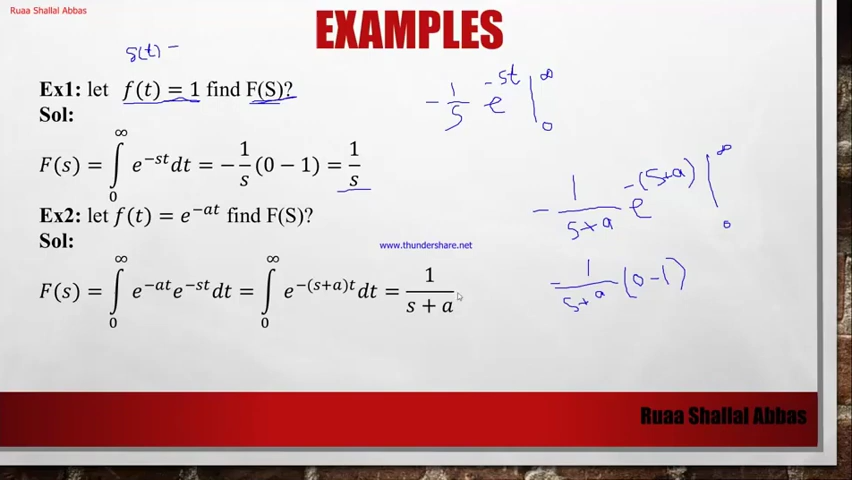 Ruaa Shallal Abbas
EXAMPLES
s(t) -
Ex1: let f(t) = 1 find F(S)?
Sol:
F(s) = ∫₀^∞ e^{-st} dt = -1/s (0 − 1) = 1/s
Ex2: let f(t) = e^{-at} find F(S)?
Sol:
F(s) = ∫₀^∞ e^{-at} e^{-st} dt = ∫₀^∞ e^{-(s+a)t} dt = 1/(s + a)
- 1/S e^{-st} |₀^∞
- 1/(s+a) e^{-(s+a)} |₀^∞
- 1/(s+a) (0-1)
www.thundershare.net
Ruaa Shallal Abbas